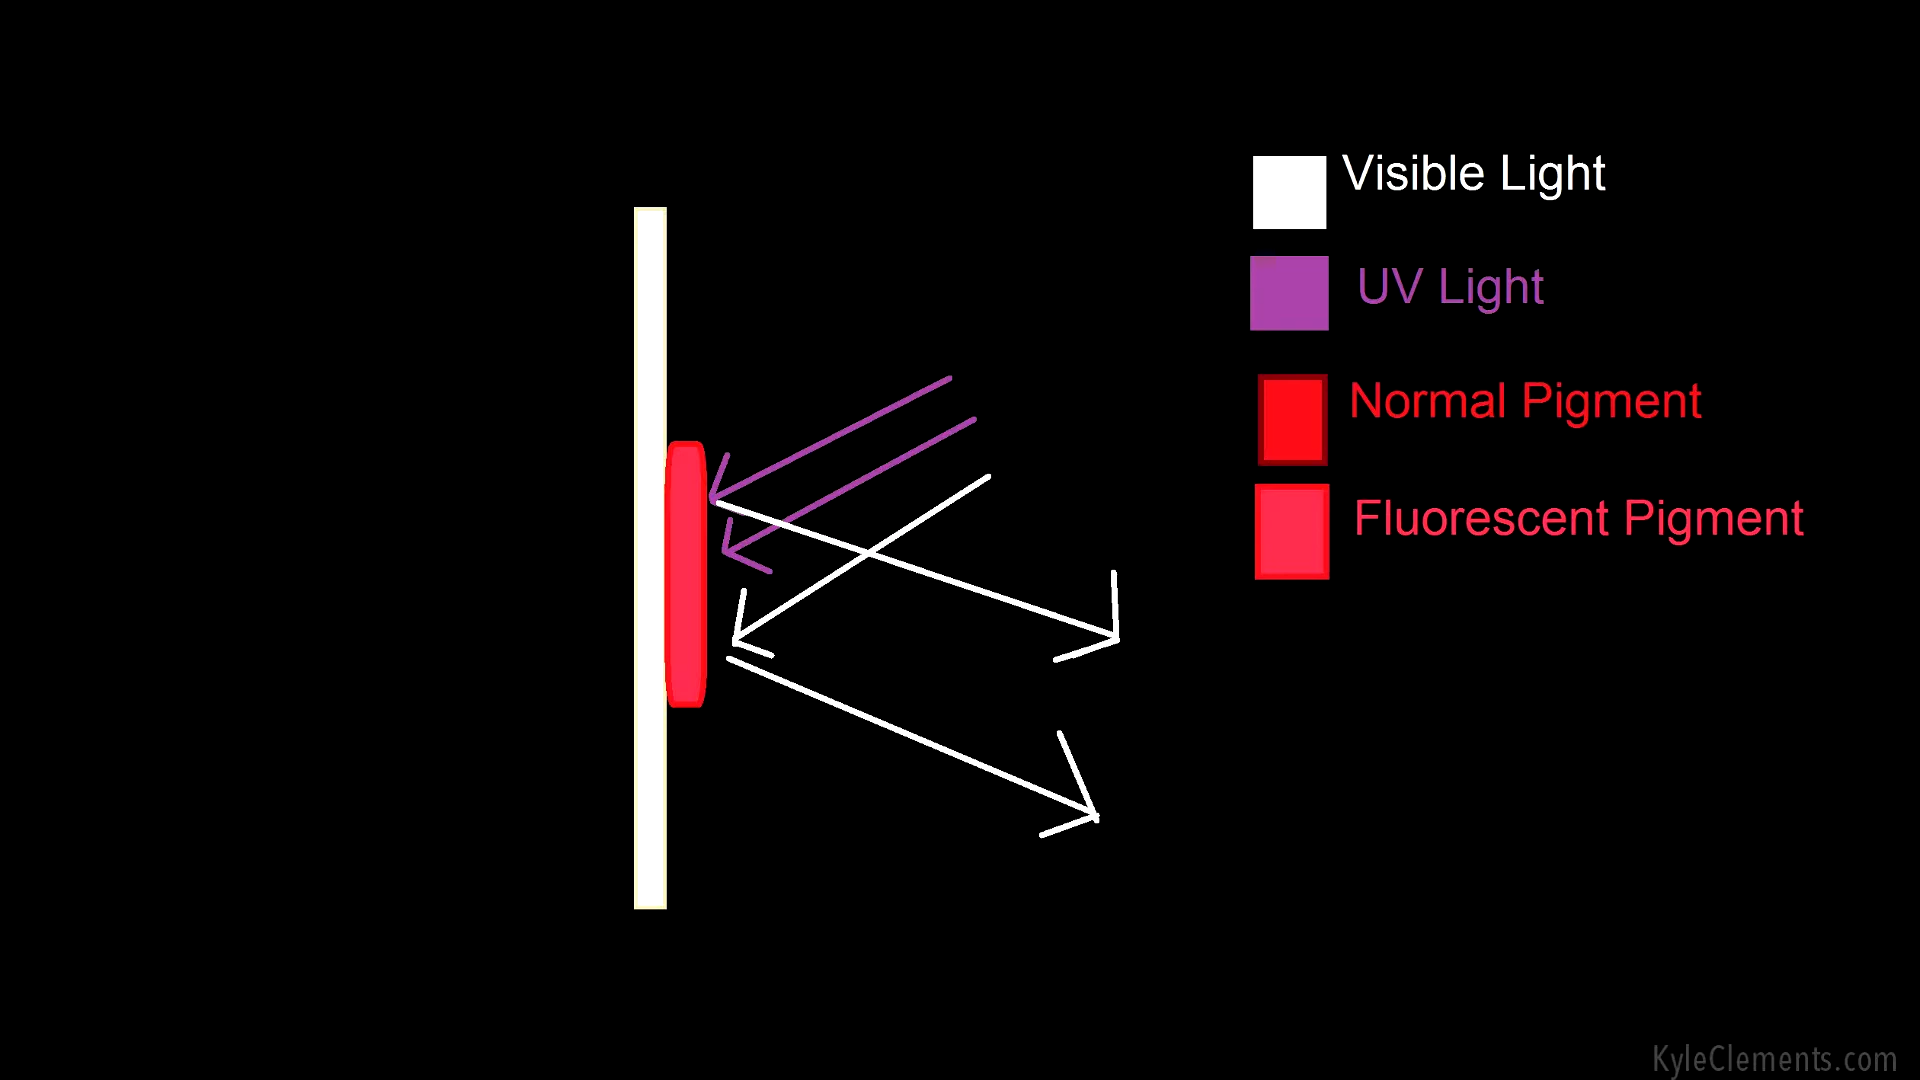 Visible Light
UV Light
Normal Pigment
Fluorescent Pigment
KyleClements.com